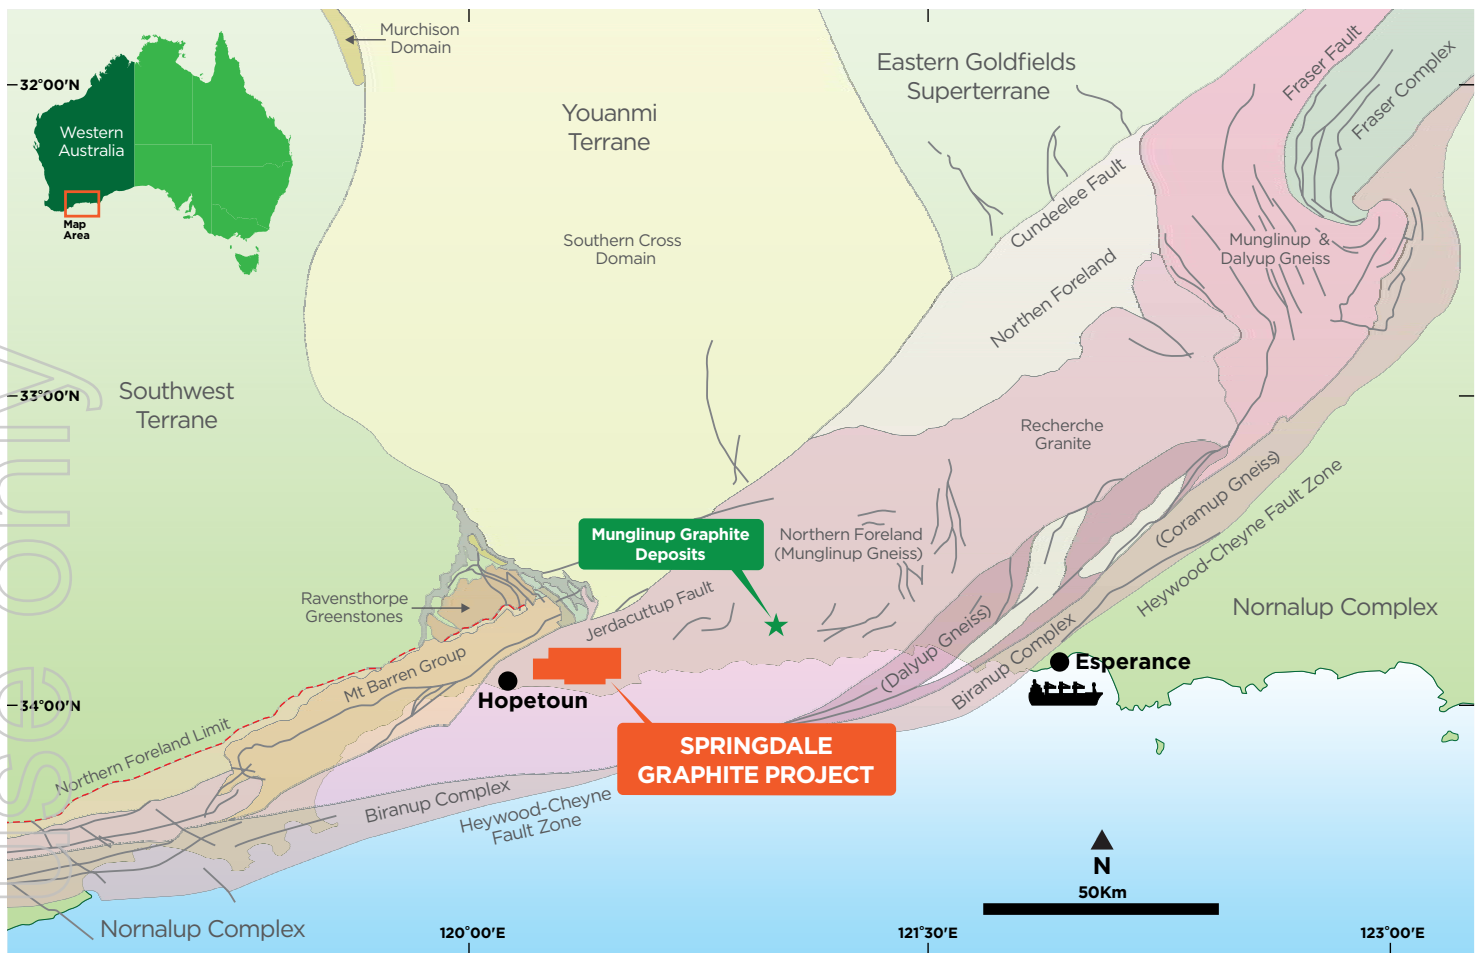 Murchison
Domain
Fraser Fault
Fraser Complex
Eastern Goldfields
Superterrane
32°00'N
Youanmi
Terrane
Western
Australia
Map
Area
Cundeelee Fault
Southern Cross
Domain
Munglinup &
Dalyup Gneiss
Northen Foreland
33°00'N
Southwest
Terrane
Recherche
Granite
(Coramup Gneiss)
Heywood-Cheyne Fault Zone
Munglinup Graphite
Deposits
Northern Foreland
(Munglinup Gneiss)
Ravensthorpe
Greenstones
Jerdacuttup Fault
Nornalup Complex
(Dalyup Gneiss)
Biranup Complex
Mt Barren Group
Esperance
Hopetoun
34°00'N
SPRINGDALE
GRAPHITE PROJECT
Northern Foreland Limit
Biranup Complex
Heywood-Cheyne
Fault Zone
N
50Km
Nornalup Complex
120°00'E
121°30'E
123°00'E
use only